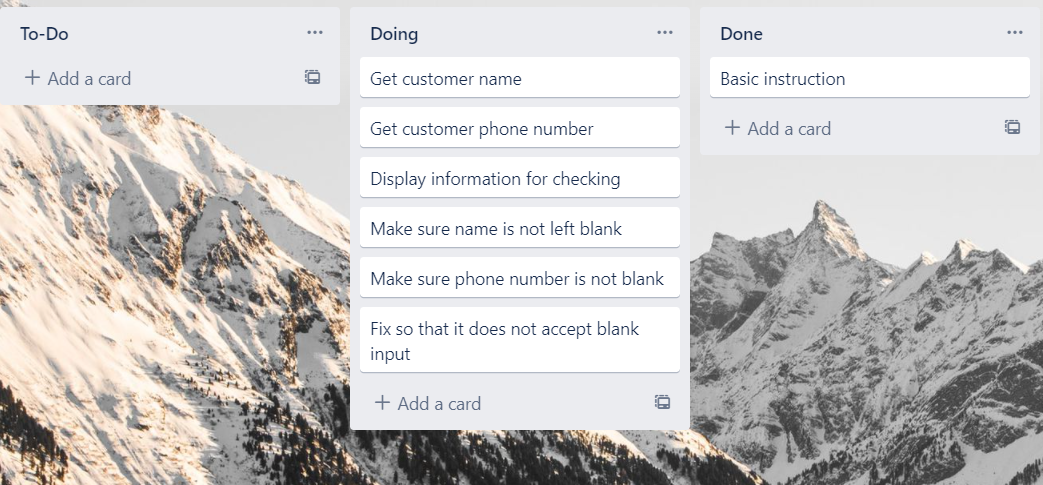 To-Do
+ Add a card
Doing
Get customer name
Get customer phone number
Display information for checking
Make sure name is not left blank
Make sure phone number is not blank
Fix so that it does not accept blank
input
+ Add a card
Done
Basic instruction
+ Add a card